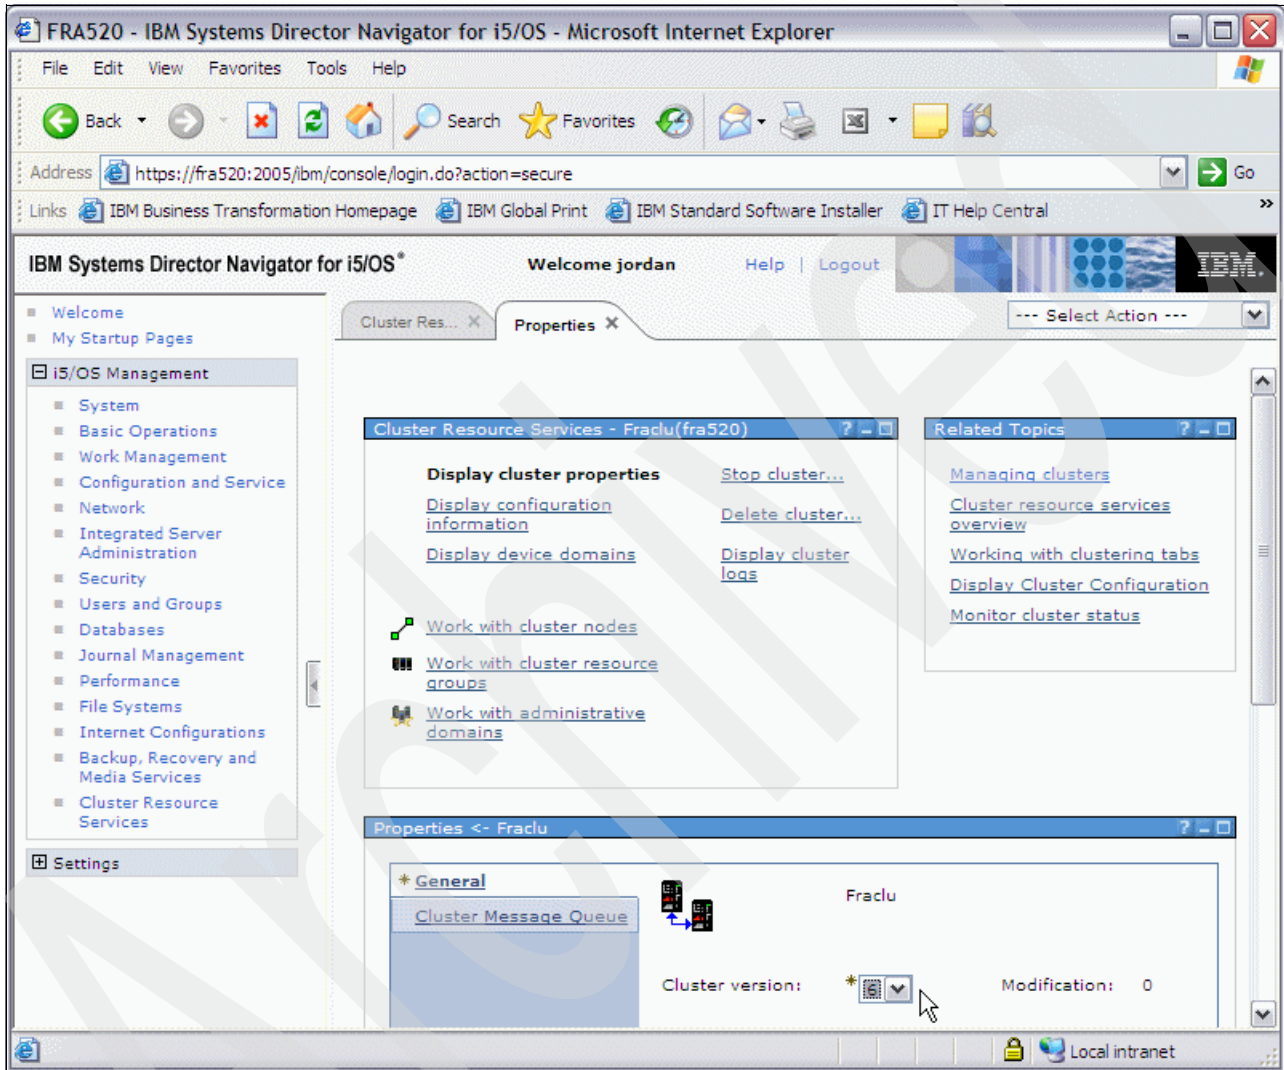 FRA520 - IBM Systems Director Navigator for i5/OS - Microsoft Internet Explorer
File Edit View Favorites Tools Help
Back Search Favorites
Address https://fra520:2005/ibm/console/login.do?action=secure Go
Links IBM Business Transformation Homepage IBM Global Print IBM Standard Software Installer IT Help Central »
IBM Systems Director Navigator for i5/OS® Welcome jordan Help | Logout IBM.
Welcome
My Startup Pages
i5/OS Management
System
Basic Operations
Work Management
Configuration and Service
Network
Integrated Server
Administration
Security
Users and Groups
Databases
Journal Management
Performance
File Systems
Internet Configurations
Backup, Recovery and
Media Services
Cluster Resource
Services
Settings
Cluster Res... X Properties X --- Select Action ---
Cluster Resource Services - Fraclu(fra520) ?
Display cluster properties
Display configuration
information
Display device domains
Stop cluster...
Delete cluster...
Display cluster
logs
Work with cluster nodes
Work with cluster resource
groups
Work with administrative
domains
Related Topics ?
Managing clusters
Cluster resource services
overview
Working with clustering tabs
Display Cluster Configuration
Monitor cluster status
Properties <- Fraclu ?
* General
Cluster Message Queue
Fraclu
Cluster version: * 6 Modification: 0
Local intranet
Archived